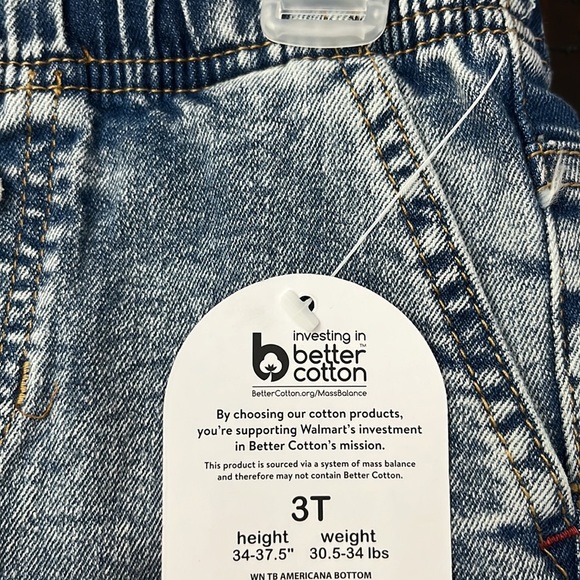 investing in
better™
cotton
BetterCotton.org/MassBalance
By choosing our cotton products,
you're supporting Walmart's investment
in Better Cotton's mission.
This product is sourced via a system of mass balance
and therefore may not contain Better Cotton.
3T
height weight
34-37.5" 30.5-34 lbs
WN TB AMERICANA BOTTOM